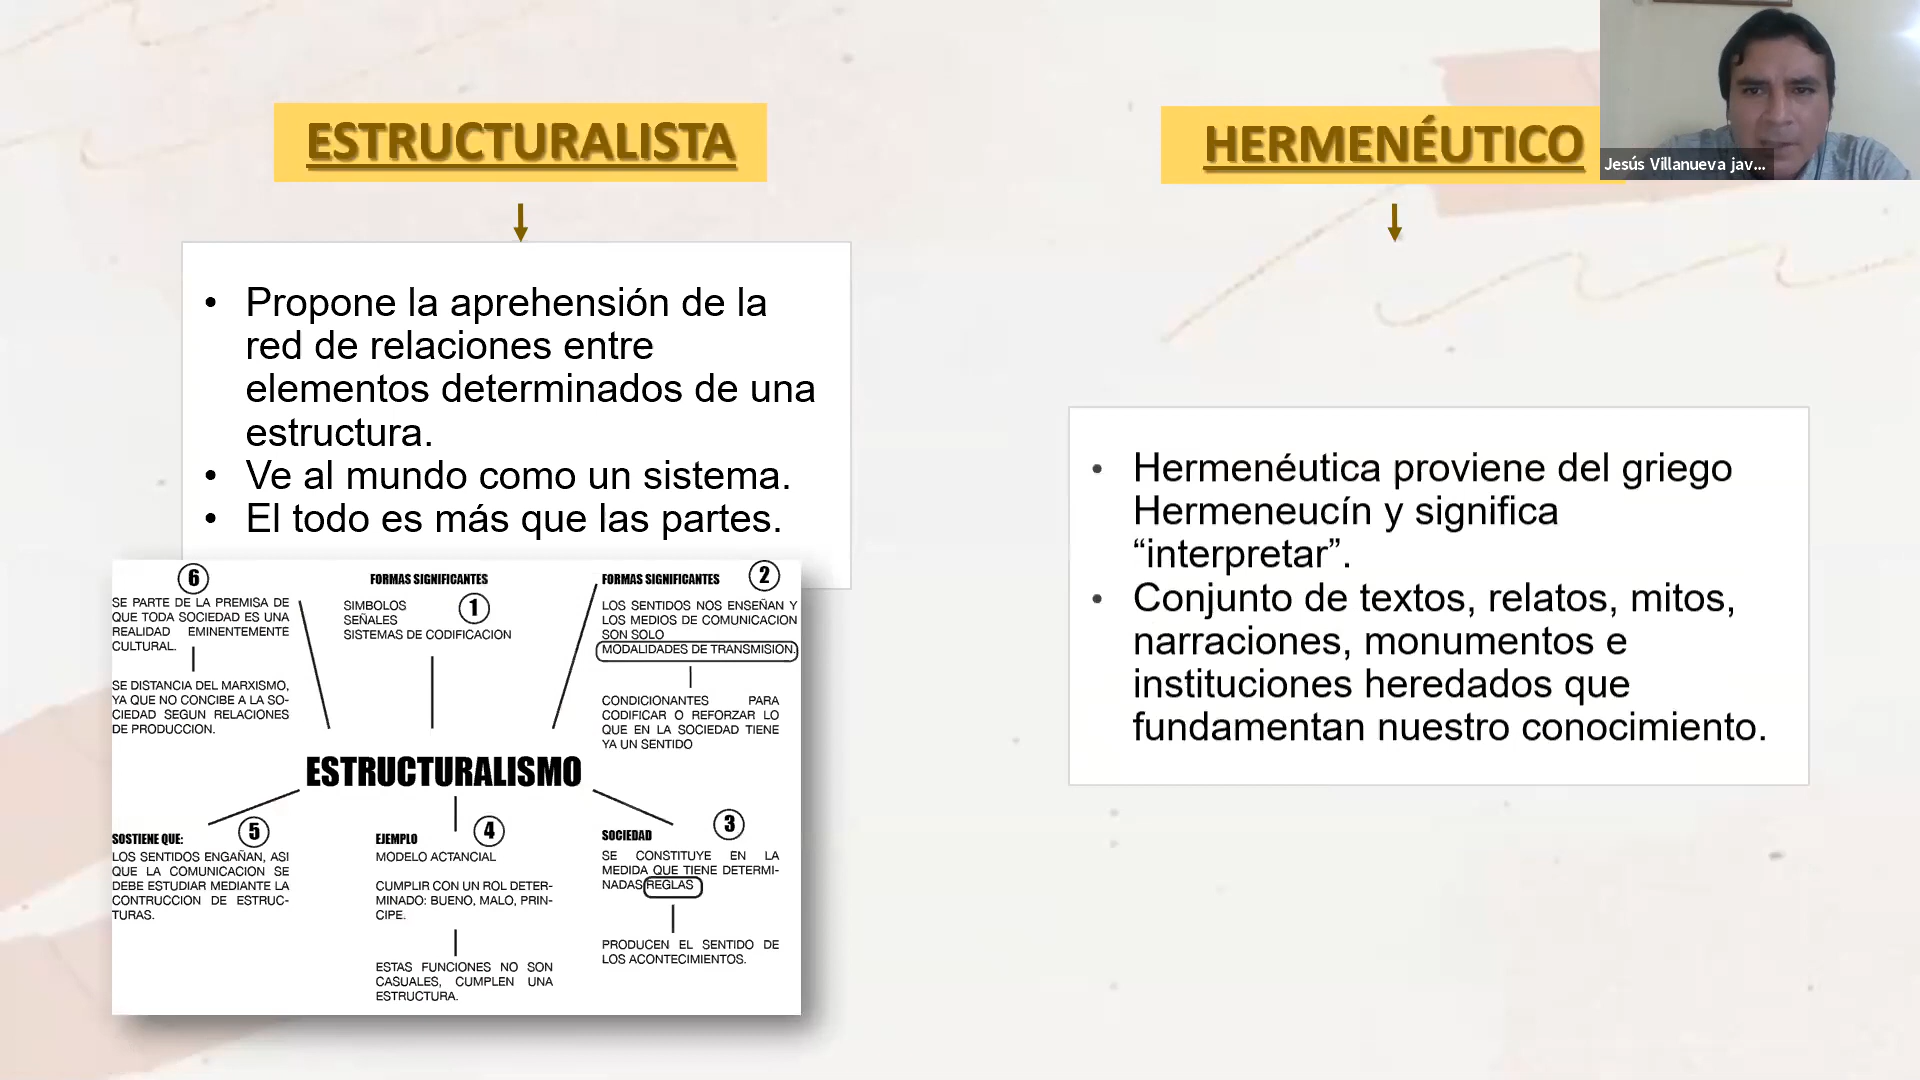 ESTRUCTURALISTA
• Propone la aprehensión de la
red de relaciones entre
elementos determinados de una
estructura.
• Ve al mundo como un sistema.
• El todo es más que las partes.
6
SE PARTE DE LA PREMISA DE
QUE TODA SOCIEDAD ES UNA
REALIDAD EMINENTEMENTE
CULTURAL.
SE DISTANCIA DEL MARXISMO,
YA QUE NO CONCIBE A LA SO-
CIEDAD SEGUN RELACIONES
DE PRODUCCION.
FORMAS SIGNIFICANTES
1
SIMBOLOS
SEÑALES
SISTEMAS DE CODIFICACION
FORMAS SIGNIFICANTES
2
LOS SENTIDOS NOS ENSEÑAN Y
LOS MEDIOS DE COMUNICACION
SON SOLO
MODALIDADES DE TRANSMISION.
CONDICIONANTES PARA
CODIFICAR O REFORZAR LO
QUE EN LA SOCIEDAD TIENE
YA UN SENTIDO
ESTRUCTURALISMO
SOSTIENE QUE:
5
LOS SENTIDOS ENGAÑAN, ASI
QUE LA COMUNICACION SE
DEBE ESTUDIAR MEDIANTE LA
CONTRUCCION DE ESTRUC-
TURAS.
EJEMPLO
4
MODELO ACTANCIAL
CUMPLIR CON UN ROL DETER-
MINADO: BUENO, MALO, PRIN-
CIPE.
ESTAS FUNCIONES NO SON
CASUALES, CUMPLEN UNA
ESTRUCTURA.
SOCIEDAD
3
SE CONSTITUYE EN LA
MEDIDA QUE TIENE DETERMI-
NADAS REGLAS
PRODUCEN EL SENTIDO DE
LOS ACONTECIMIENTOS.
HERMENÉUTICO
• Hermenéutica proviene del griego
Hermeneucín y significa
“interpretar”.
• Conjunto de textos, relatos, mitos,
narraciones, monumentos e
instituciones heredados que
fundamentan nuestro conocimiento.
Jesús Villanueva jav...